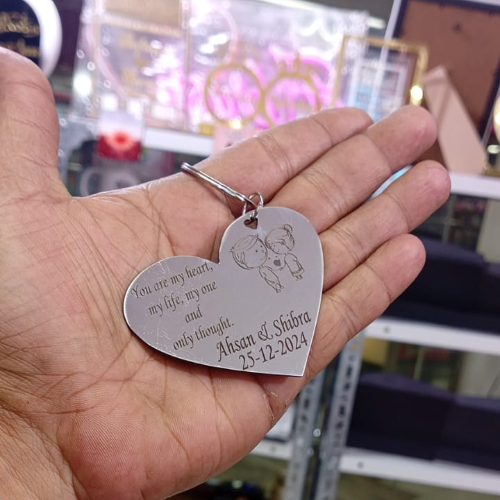 You are my heart,
my life, my one
and
only thought.
Ahsan & Shibra
25-12-2024